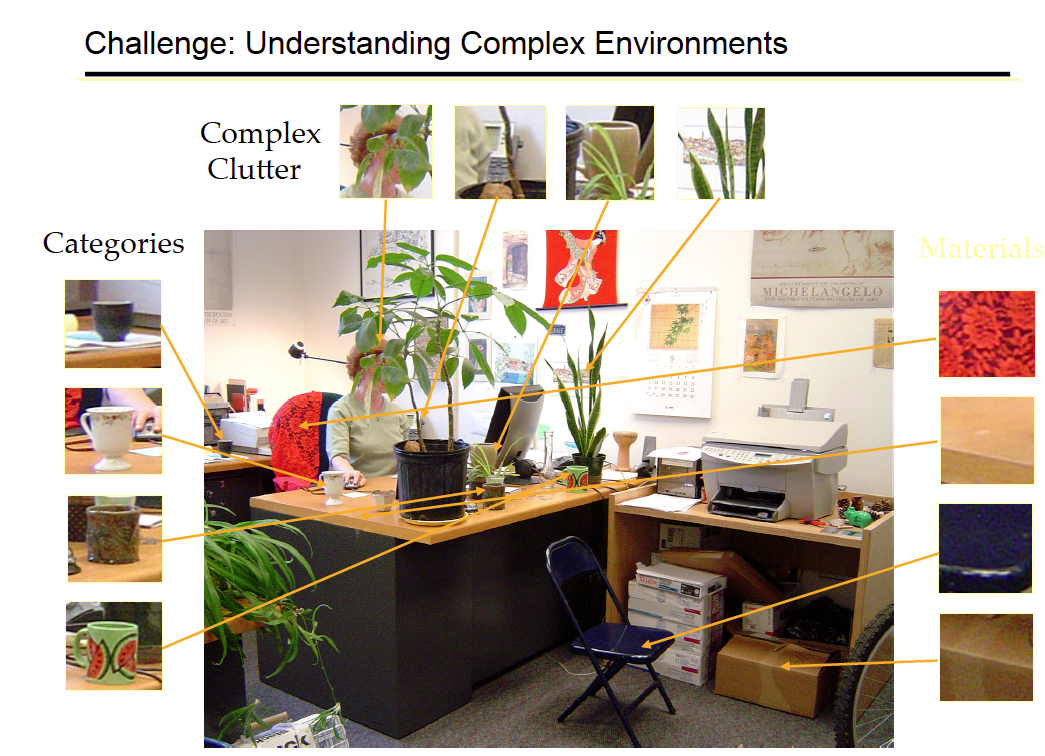 Challenge: Understanding Complex Environments
Complex
Clutter
Categories
Materials
DEPARTMENT OF DRAWINGS
MICHELANGELO
THE METROPOLITAN MUSEUM OF ART